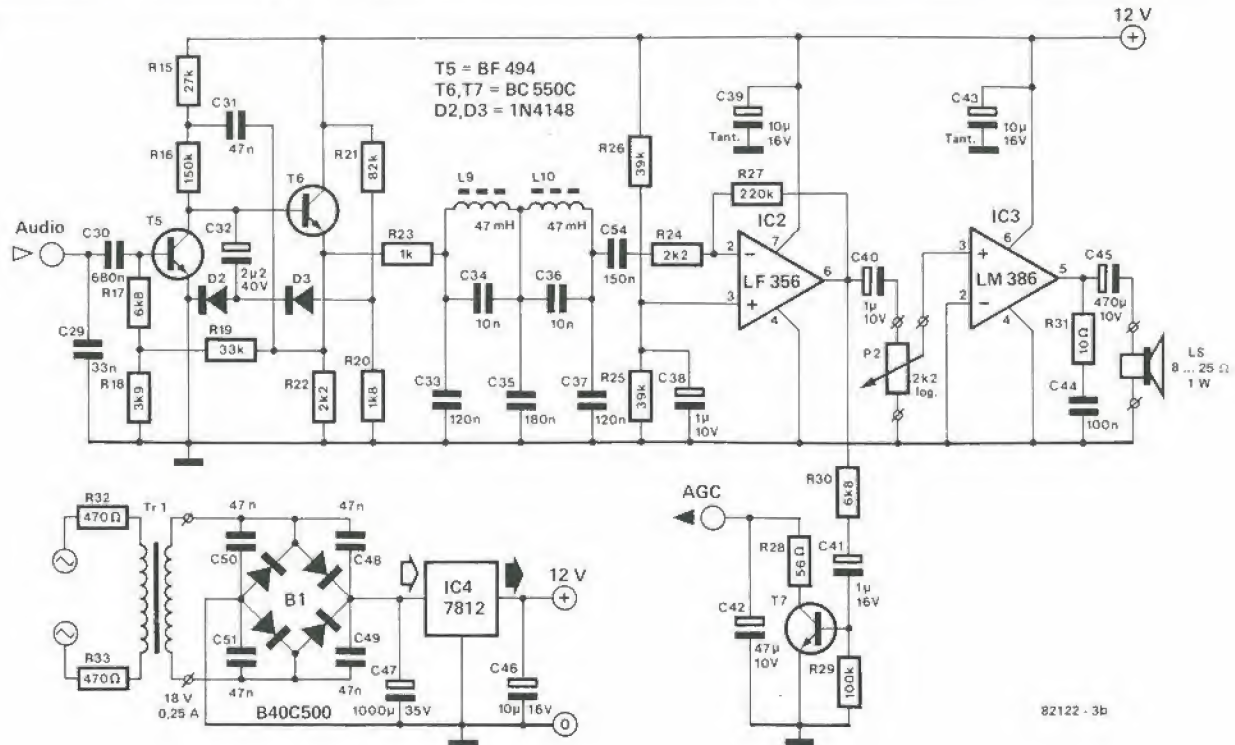 12 V
+
R15
27k
C31
47n
R16
150k
T5 = BF 494
T6, T7 = BC 550C
D2, D3 = 1N4148
R21
82k
T6
Audio
C30
680n
T5
C32
2µ2
40V
R17
6k8
D2
D3
R19
33k
C29
33n
R18
3k9
R22
2k2
R20
1k8
R23
1k
L9
47 mH
L10
47 mH
C34
10n
C36
10n
C33
120n
C35
180n
C37
120n
C54
150n
R26
39k
R24
2k2
R25
39k
C38
1µ
10V
C39
10µ
16V
Tant.
R27
220k
IC2
LF 356
2
3
7
6
4
−
+
C40
1µ
10V
P2
2k2
log.
C43
10µ
16V
Tant.
IC3
LM 386
3
2
6
5
4
+
−
C45
470µ
10V
R31
10Ω
C44
100n
LS
8 ... 25 Ω
1 W
R32
470Ω
R33
470Ω
Tr 1
18 V
0,25 A
47n
C50
47n
C48
C51
47n
C49
47n
B1
B40C500
C47
1000µ 35V
IC4
7812
C46
10µ 16V
12 V
+
0
AGC
R28
56Ω
R30
6k8
C41
1µ
16V
C42
47µ
10V
T7
R29
100k
82122 - 3b